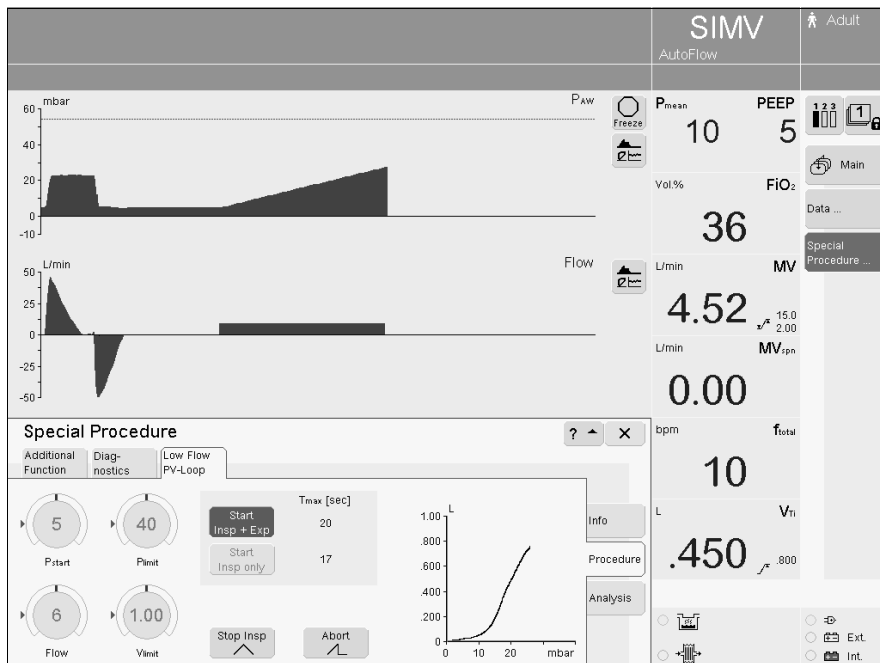 SIMV
AutoFlow
Adult
mbar
PAW
60
40
20
0
-10
Freeze
L/min
Flow
50
25
0
-25
-50
Pmean
PEEP
10
5
Vol.%
FiO2
36
L/min
MV
4.52
15.0
2.00
L/min
MVspn
0.00
bpm
ftotal
10
L
VTi
.450
.800
1 2 3
1
Main
Data ...
Special
Procedure ...
Special Procedure
?
Additional
Function
Diag-
nostics
Low Flow
PV-Loop
5
Pstart
40
Plimit
6
Flow
1.00
Vlimit
Tmax [sec]
Start
Insp + Exp
20
Start
Insp only
17
Stop Insp
Abort
L
1.00
.800
.600
.400
.200
0
0 10 20 mbar
Info
Procedure
Analysis
Ext.
Int.